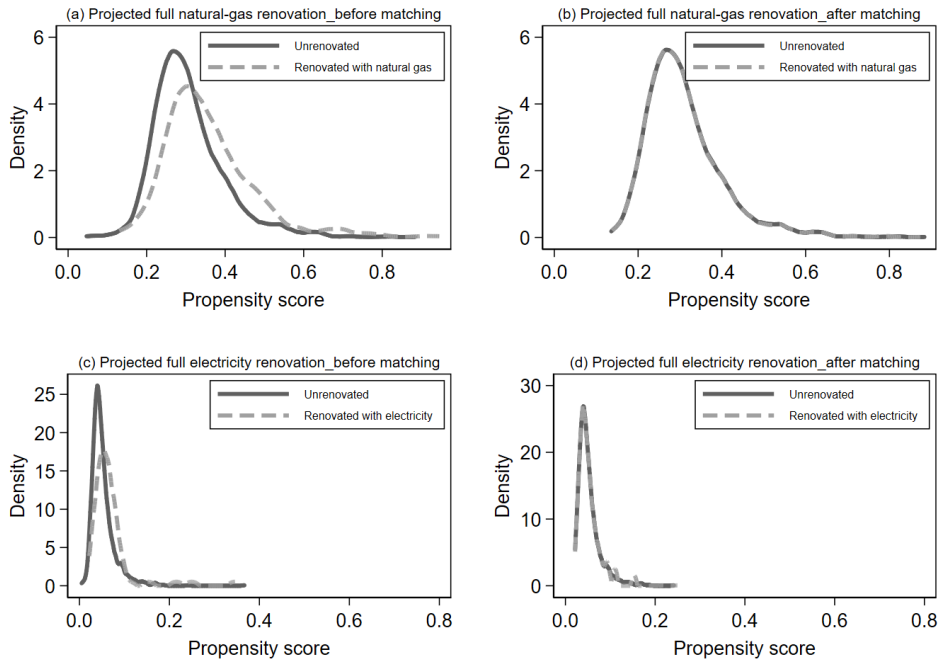 (a) Projected full natural-gas renovation_before matching
6
4
2
0
Density
Unrenovated
Renovated with natural gas
0.0 0.2 0.4 0.6 0.8
Propensity score
(b) Projected full natural-gas renovation_after matching
6
4
2
0
Density
Unrenovated
Renovated with natural gas
0.0 0.2 0.4 0.6 0.8
Propensity score
(c) Projected full electricity renovation_before matching
25
20
15
10
5
0
Density
Unrenovated
Renovated with electricity
0.0 0.2 0.4 0.6 0.8
Propensity score
(d) Projected full electricity renovation_after matching
30
20
10
0
Density
Unrenovated
Renovated with electricity
0.0 0.2 0.4 0.6 0.8
Propensity score